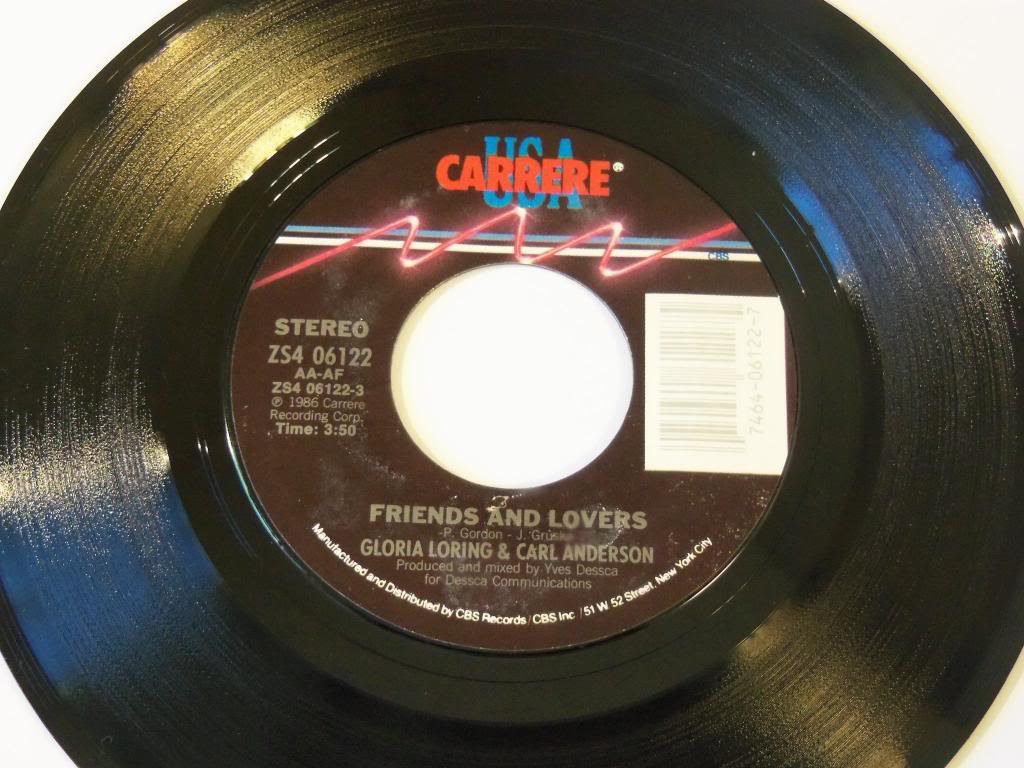 USA
CARRERE®
USA
CBS
STEREO
ZS4 06122
AA-AF
ZS4 06122-3
℗ 1986 Carrere
Recording Corp.
Time: 3:50
7464-06122-7
FRIENDS AND LOVERS
-P. Gordon - J. Gruska-
GLORIA LORING & CARL ANDERSON
Produced and mixed by Yves Dessca
for Dessca Communications
Manufactured and Distributed by CBS Records/CBS Inc /51 W 52 Street, New York City